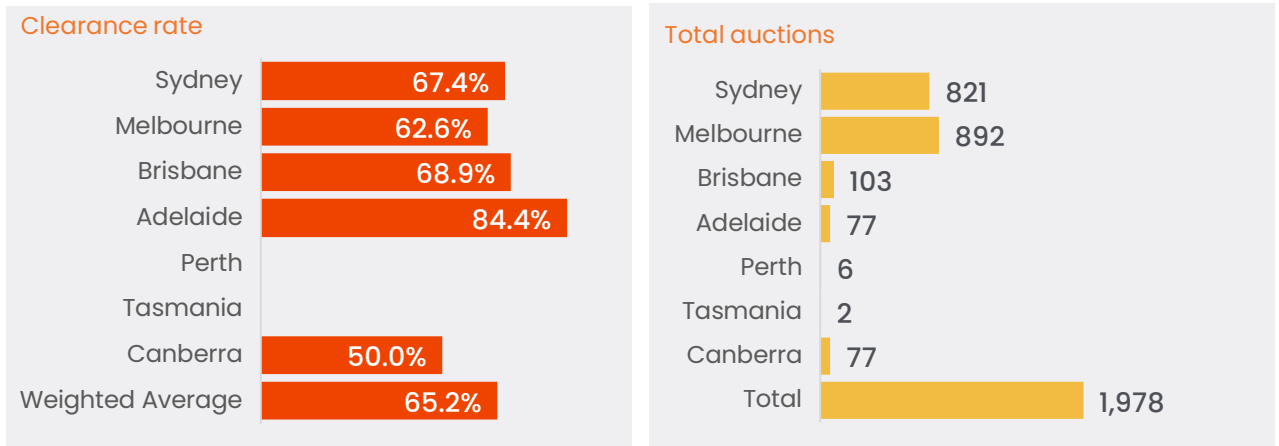 Clearance rate
Sydney 67.4%
Melbourne 62.6%
Brisbane 68.9%
Adelaide 84.4%
Perth
Tasmania
Canberra 50.0%
Weighted Average 65.2%
Total auctions
Sydney 821
Melbourne 892
Brisbane 103
Adelaide 77
Perth 6
Tasmania 2
Canberra 77
Total 1,978